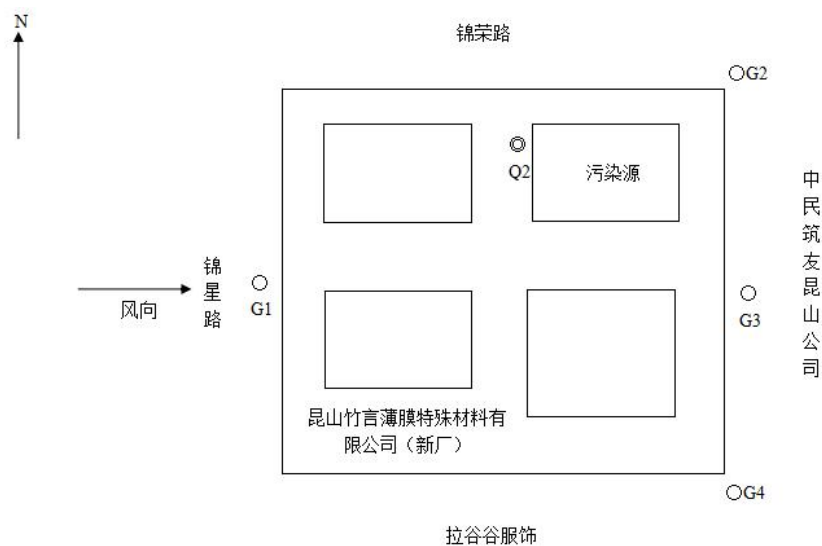 N
锦荣路
G2
Q2
污染源
中民筑友昆山公司
锦星路
风向
G1
G3
昆山竹言薄膜特殊材料有
限公司（新厂）
G4
拉谷谷服饰